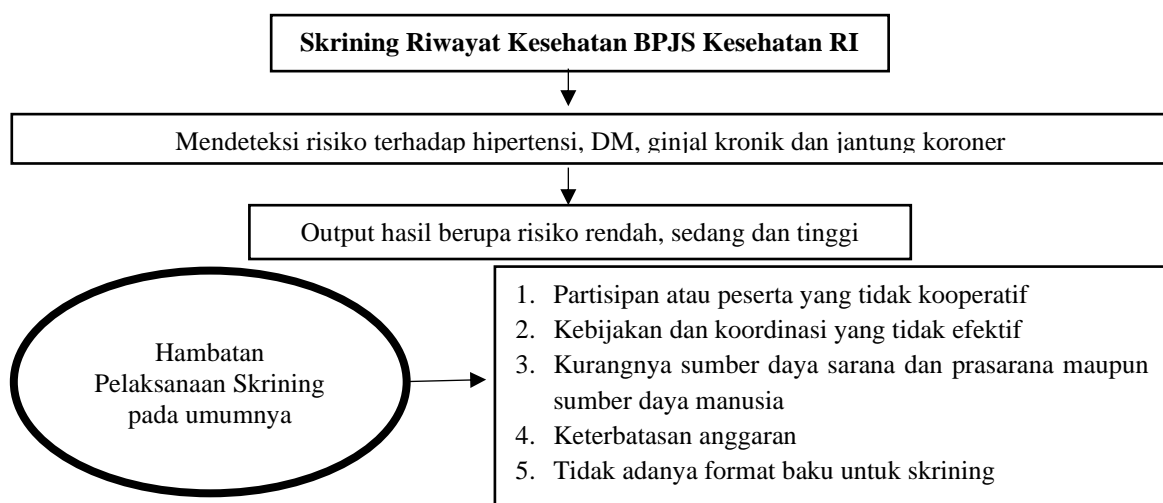 Skrining Riwayat Kesehatan BPJS Kesehatan RI
Mendeteksi risiko terhadap hipertensi, DM, ginjal kronik dan jantung koroner
Output hasil berupa risiko rendah, sedang dan tinggi
Hambatan
Pelaksanaan Skrining
pada umumnya
1. Partisipan atau peserta yang tidak kooperatif
2. Kebijakan dan koordinasi yang tidak efektif
3. Kurangnya sumber daya sarana dan prasarana maupun
sumber daya manusia
4. Keterbatasan anggaran
5. Tidak adanya format baku untuk skrining